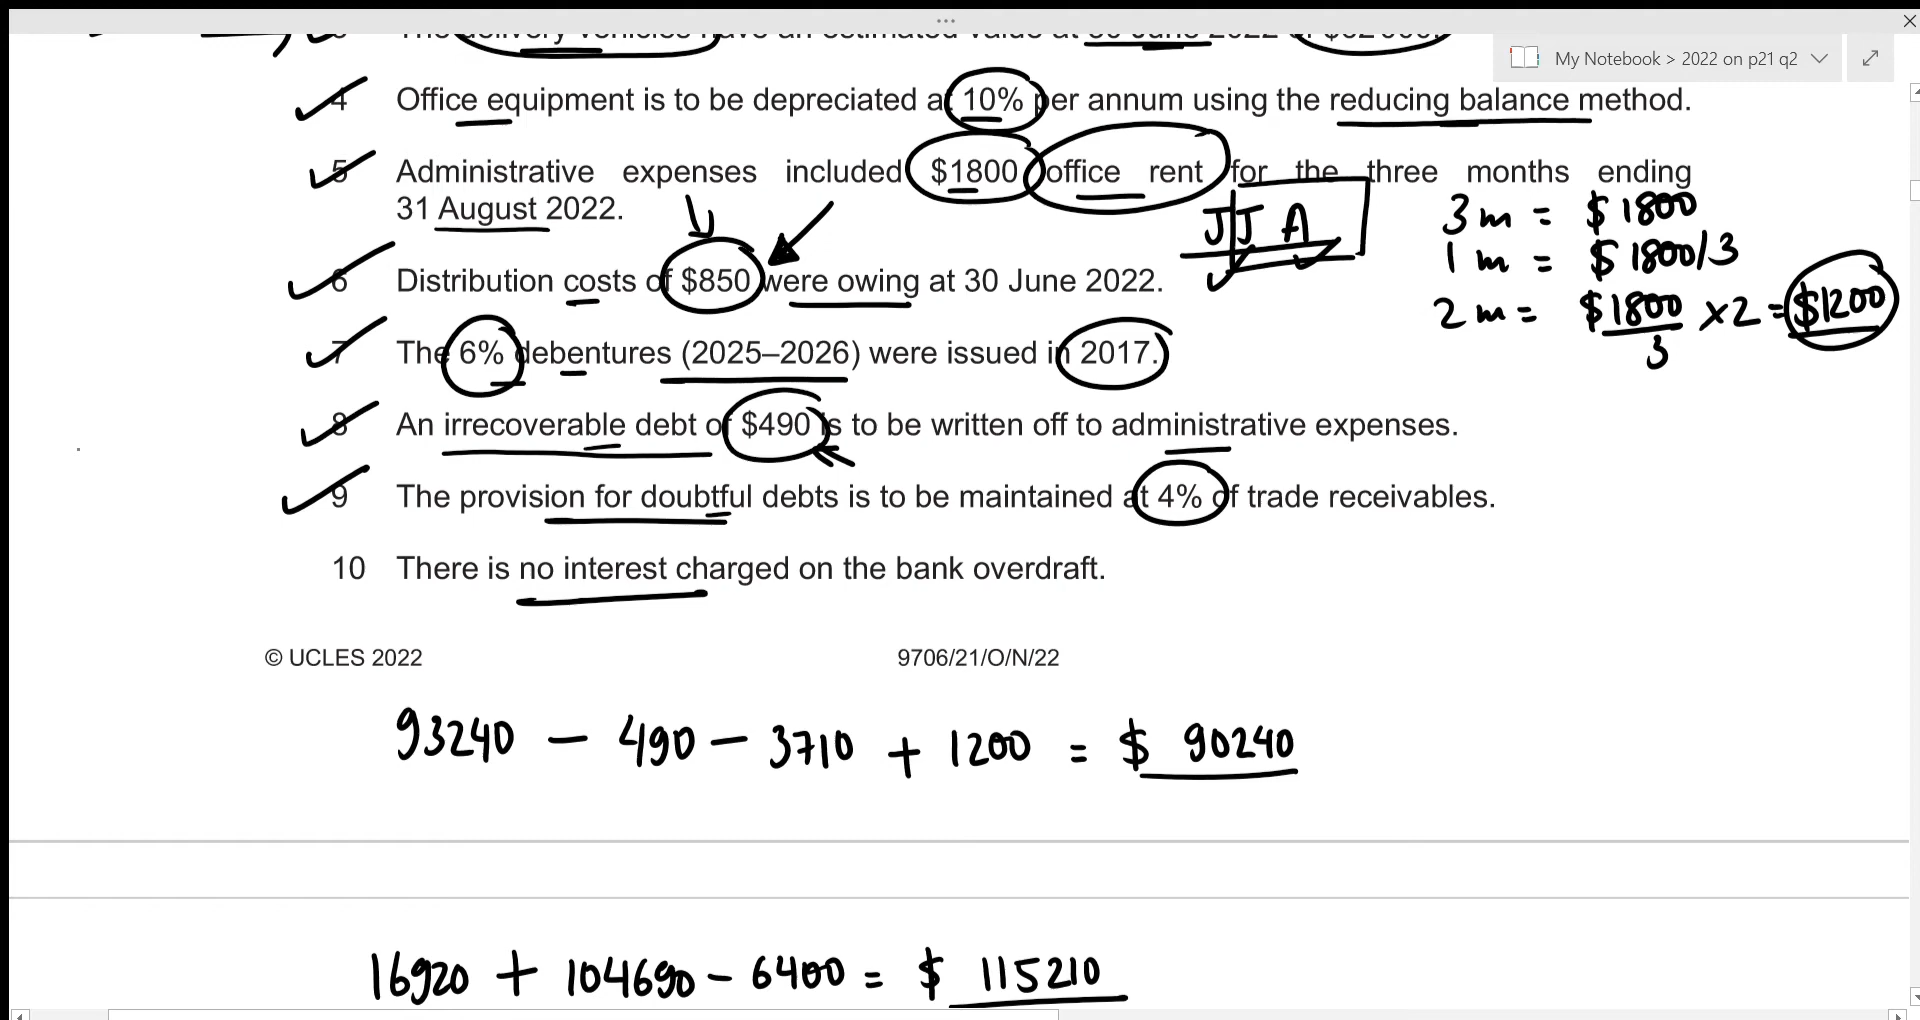 My Notebook > 2022 on p21 q2
4 Office equipment is to be depreciated at 10% per annum using the reducing balance method.
5 Administrative expenses included $1800 office rent for the three months ending
31 August 2022.
J J A
3 m = $ 1800
1 m = $ 1800/3
2 m = $1800/3 x2 = $1200
6 Distribution costs of $850 were owing at 30 June 2022.
7 The 6% debentures (2025–2026) were issued in 2017.
8 An irrecoverable debt of $490 is to be written off to administrative expenses.
9 The provision for doubtful debts is to be maintained at 4% of trade receivables.
10 There is no interest charged on the bank overdraft.
© UCLES 2022 9706/21/O/N/22
93240 – 490 – 3710 + 1200 = $ 90240
16920 + 104690 – 6400 = $ 115210